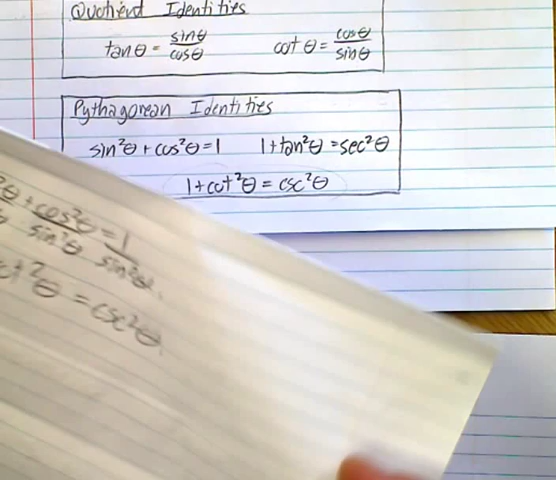 Quotient Identities
tanθ = sinθ/cosθ cotθ = cosθ/sinθ
Pythagorean Identities
sin²θ + cos²θ = 1 1 + tan²θ = sec²θ
1 + cot²θ = csc²θ
θ + cos²θ/sin²θ = 1/sin²θ
²θ = csc²θ